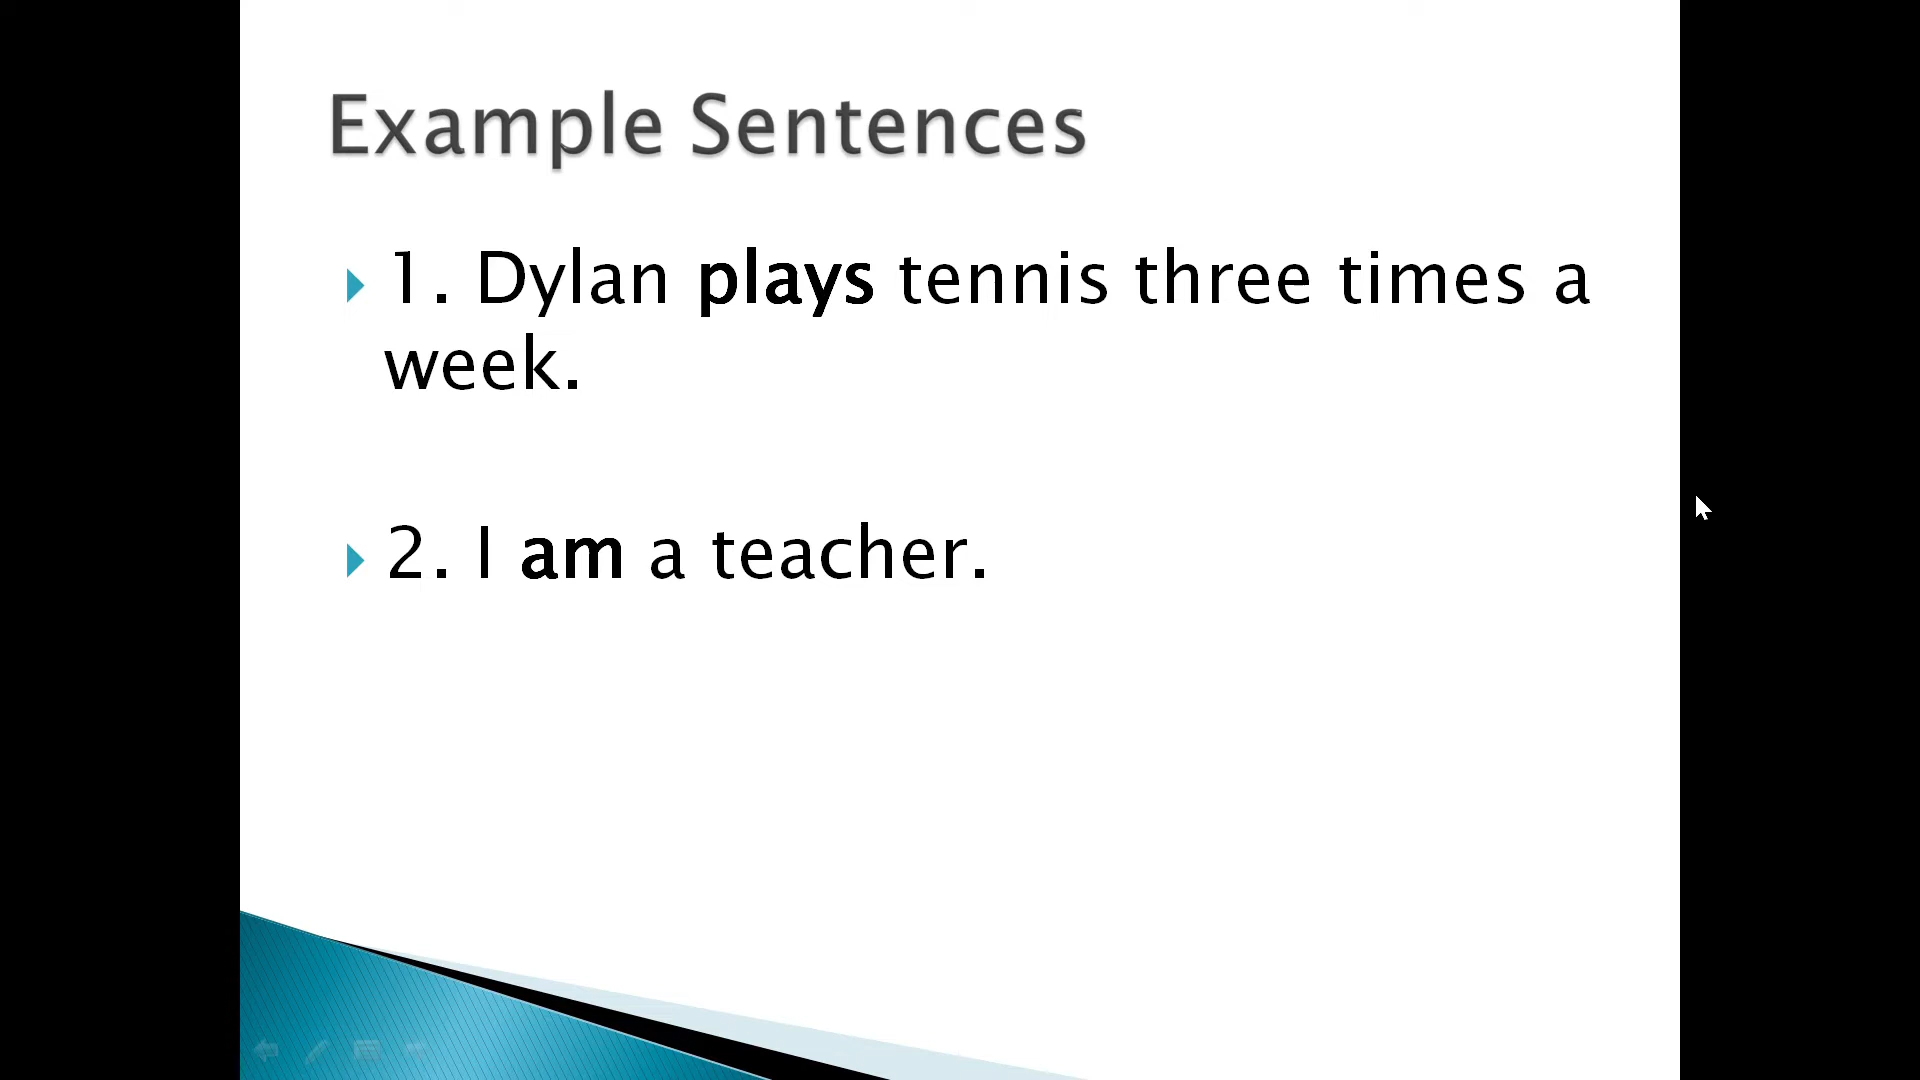 Example Sentences
1. Dylan plays tennis three times a
week.
2. I am a teacher.